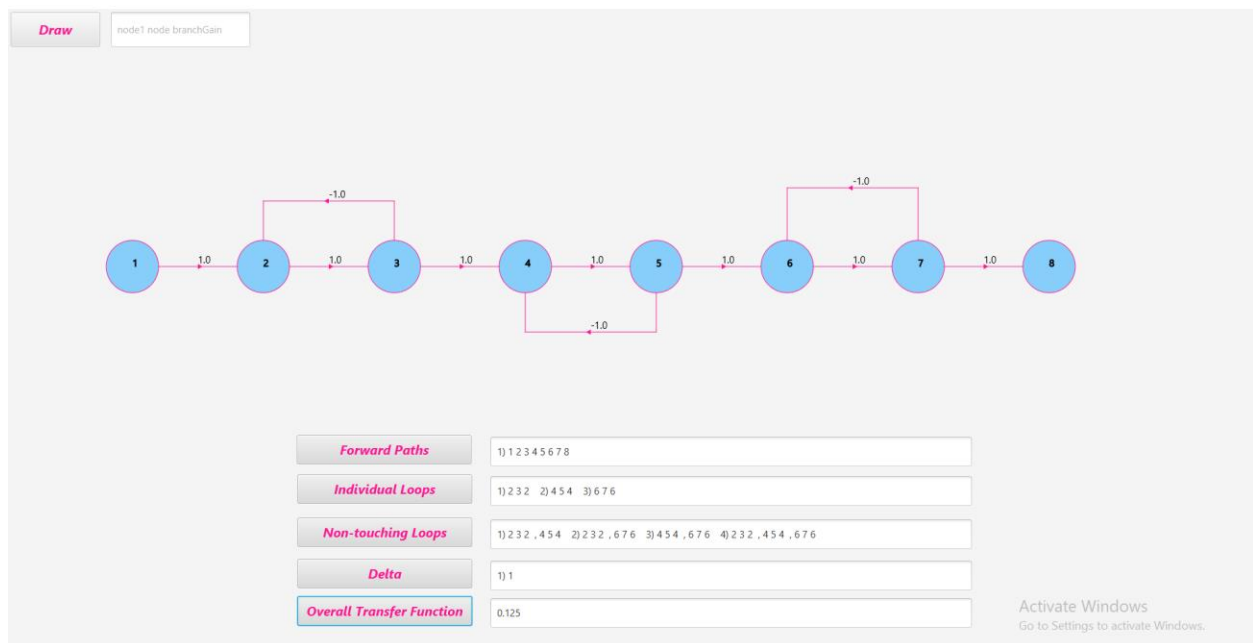 Draw node1 node branchGain
-1.0
-1.0
1 1.0 2 1.0 3 1.0 4 1.0 5 1.0 6 1.0 7 1.0 8
-1.0
Forward Paths 1) 1 2 3 4 5 6 7 8
Individual Loops 1) 2 3 2 2) 4 5 4 3) 6 7 6
Non-touching Loops 1) 2 3 2 , 4 5 4 2) 2 3 2 , 6 7 6 3) 4 5 4 , 6 7 6 4) 2 3 2 , 4 5 4 , 6 7 6
Delta 1) 1
Overall Transfer Function 0.125
Activate Windows
Go to Settings to activate Windows.